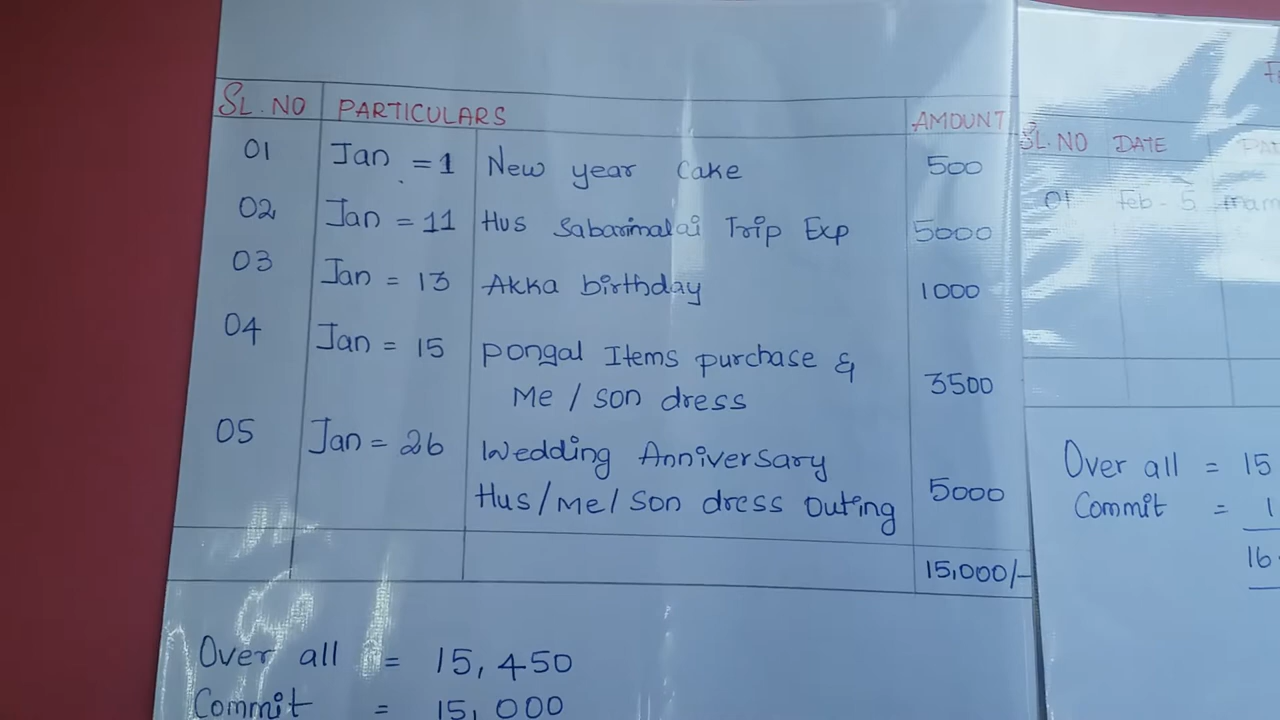 SL.NO PARTICULARS AMOUNT
01 Jan = 1 New year Cake 500
02 Jan = 11 Hus Sabarimalai Trip Exp 5000
03 Jan = 13 Akka birthday 1000
04 Jan = 15 Pongal Items purchase &
Me / son dress 3500
05 Jan = 26 Wedding Anniversary
Hus/Me/Son dress Outing 5000
15,000/-
Over all = 15,450
Commit = 15,000
SL.NO DATE
01 Feb - 5
Over all = 15
Commit = 1
16